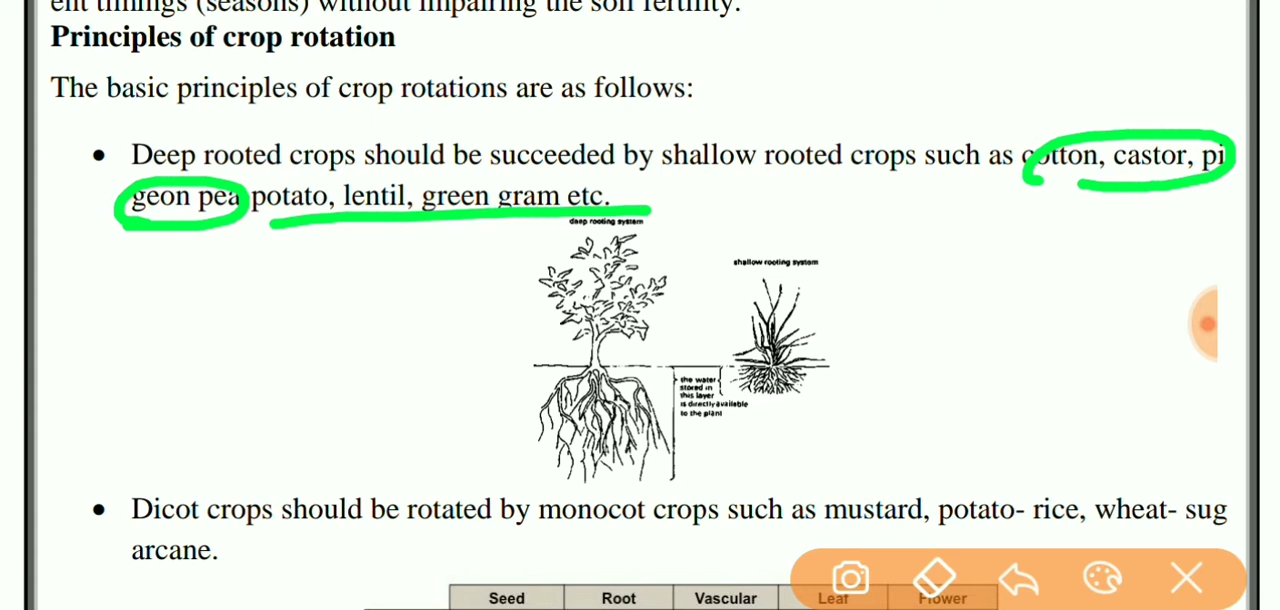 ent timings (seasons) without impairing the soil fertility.
Principles of crop rotation
The basic principles of crop rotations are as follows:
• Deep rooted crops should be succeeded by shallow rooted crops such as cotton, castor, pi
geon pea potato, lentil, green gram etc.
deep rooting system
shallow rooting system
the water
stored in
this layer
is directly available
to the plant
• Dicot crops should be rotated by monocot crops such as mustard, potato- rice, wheat- sug
arcane.
Seed Root Vascular Leaf Flower